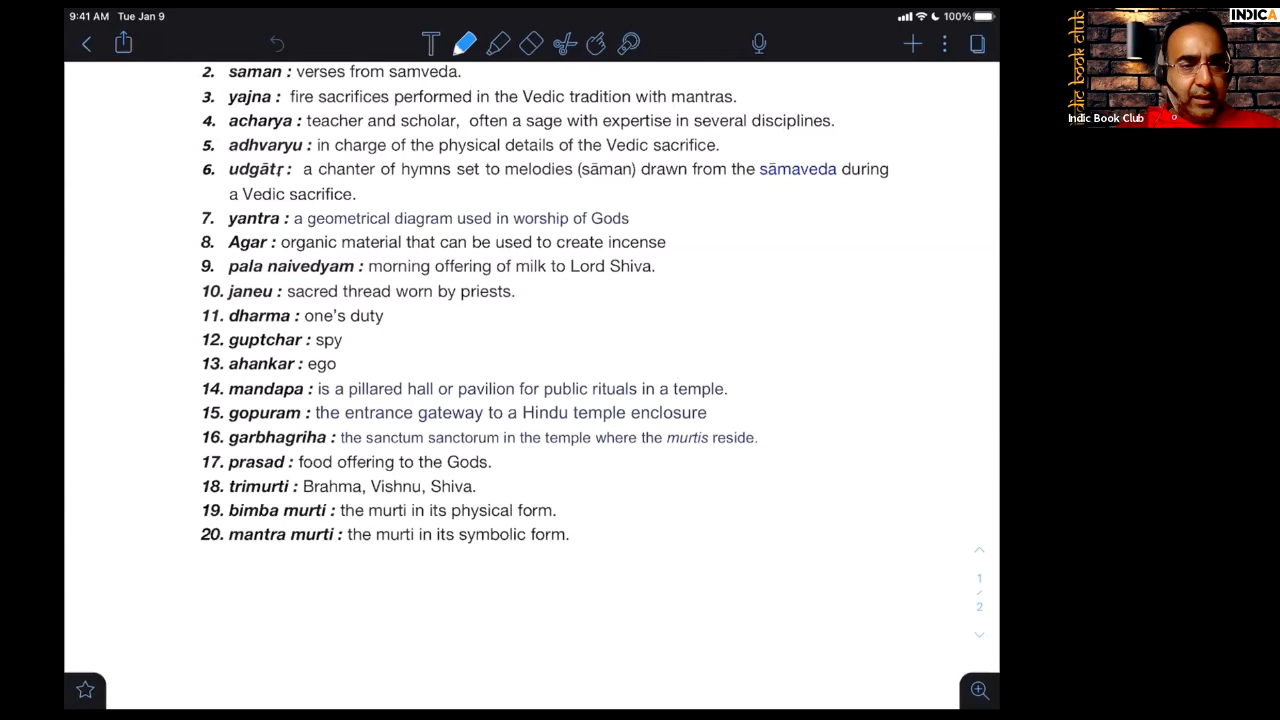 9:41 AM Tue Jan 9
100%
T
2. saman : verses from samveda.
3. yajna : fire sacrifices performed in the Vedic tradition with mantras.
4. acharya : teacher and scholar, often a sage with expertise in several disciplines.
5. adhvaryu : in charge of the physical details of the Vedic sacrifice.
6. udgātṛ : a chanter of hymns set to melodies (sāman) drawn from the sāmaveda during
a Vedic sacrifice.
7. yantra : a geometrical diagram used in worship of Gods
8. Agar : organic material that can be used to create incense
9. pala naivedyam : morning offering of milk to Lord Shiva.
10. janeu : sacred thread worn by priests.
11. dharma : one's duty
12. guptchar : spy
13. ahankar : ego
14. mandapa : is a pillared hall or pavilion for public rituals in a temple.
15. gopuram : the entrance gateway to a Hindu temple enclosure
16. garbhagriha : the sanctum sanctorum in the temple where the murtis reside.
17. prasad : food offering to the Gods.
18. trimurti : Brahma, Vishnu, Shiva.
19. bimba murti : the murti in its physical form.
20. mantra murti : the murti in its symbolic form.
1
/
2
INDICA
indic book club
Indic Book Club